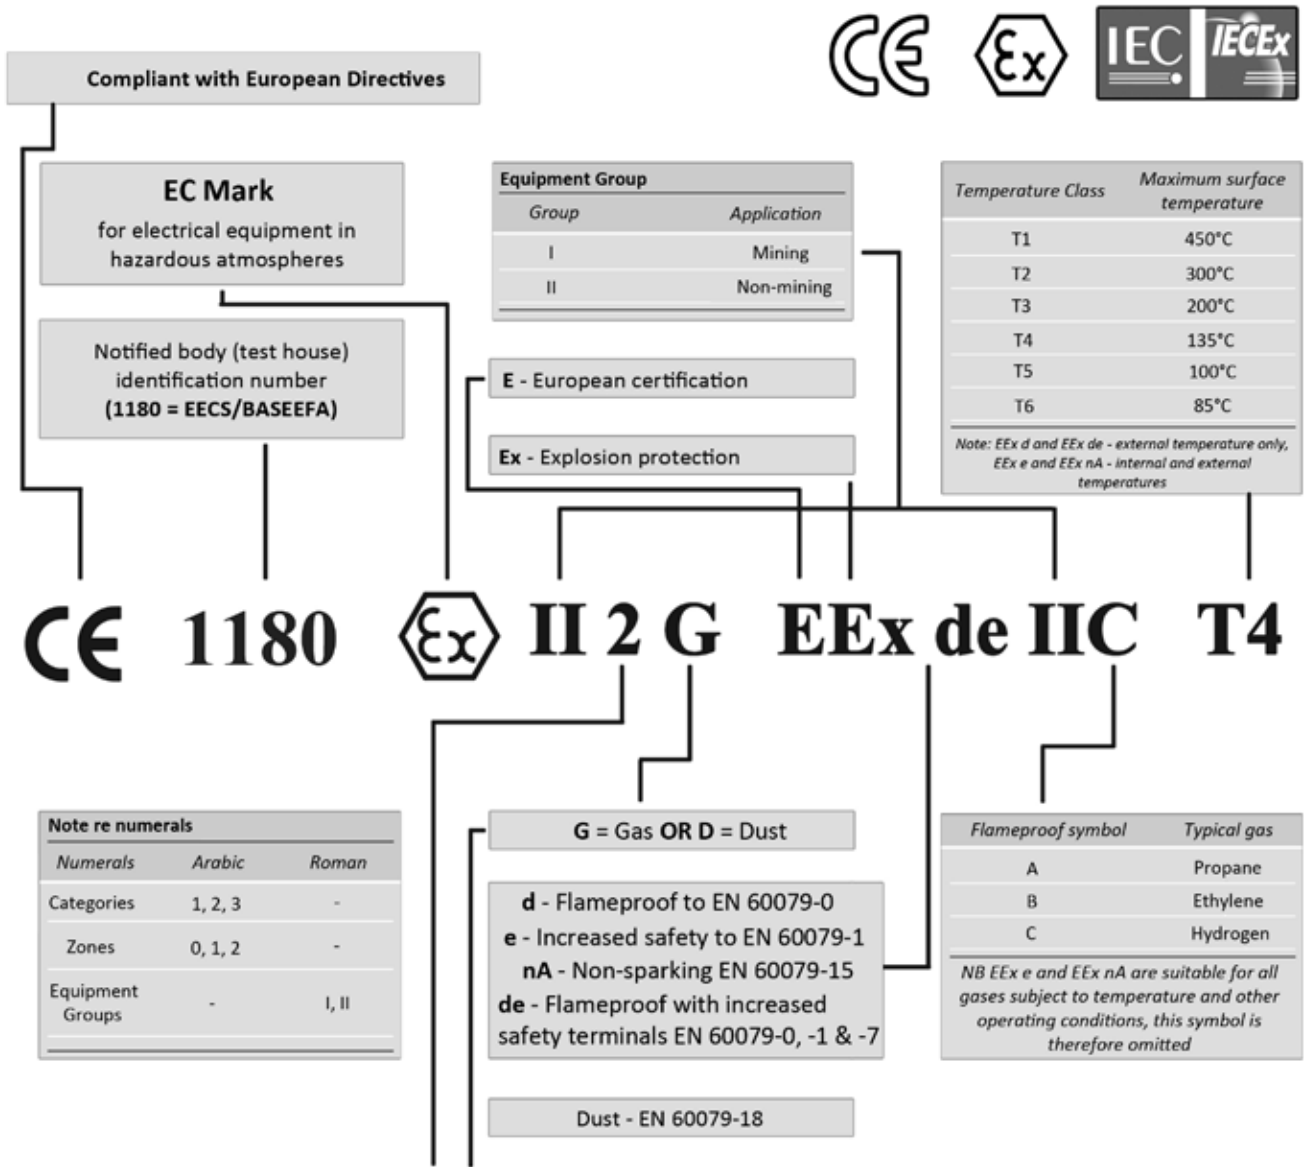 CE Ex IEC IECEx
Compliant with European Directives
EC Mark
for electrical equipment in
hazardous atmospheres
Notified body (test house)
identification number
(1180 = EECS/BASEEFA)
Equipment Group
Group Application
I Mining
II Non-mining
E - European certification
Ex - Explosion protection
Temperature Class Maximum surface
temperature
T1 450°C
T2 300°C
T3 200°C
T4 135°C
T5 100°C
T6 85°C
Note: EEx d and EEx de - external temperature only,
EEx e and EEx nA - internal and external
temperatures
CE 1180 Ex II 2 G EEx de IIC T4
Note re numerals
Numerals Arabic Roman
Categories 1, 2, 3 -
Zones 0, 1, 2 -
Equipment
Groups - I, II
G = Gas OR D = Dust
d - Flameproof to EN 60079-0
e - Increased safety to EN 60079-1
nA - Non-sparking EN 60079-15
de - Flameproof with increased
safety terminals EN 60079-0, -1 & -7
Dust - EN 60079-18
Flameproof symbol Typical gas
A Propane
B Ethylene
C Hydrogen
NB EEx e and EEx nA are suitable for all
gases subject to temperature and other
operating conditions, this symbol is
therefore omitted